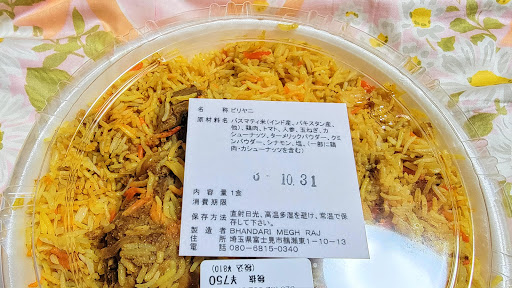 名　　称 ビリヤニ
原材料名 バスマティ米(インド産、パキスタン産、
他)、鶏肉、トマト、人参、玉ねぎ、カ
シューナッツ、ターメリックパウダー、クミ
ンパウダー、シナモン、塩、(一部に鶏
肉・カシューナッツを含む)
内 容 量 1食
消費期限 10.31
保存方法 直射日光、高温多湿を避け、常温で保
存して下さい。
製 造 者 BHANDARI MEGH RAJ
住　　所 埼玉県富士見市鶴瀬東1-10-13
080-6815-0340
税抜
¥750
(税込 ¥810)